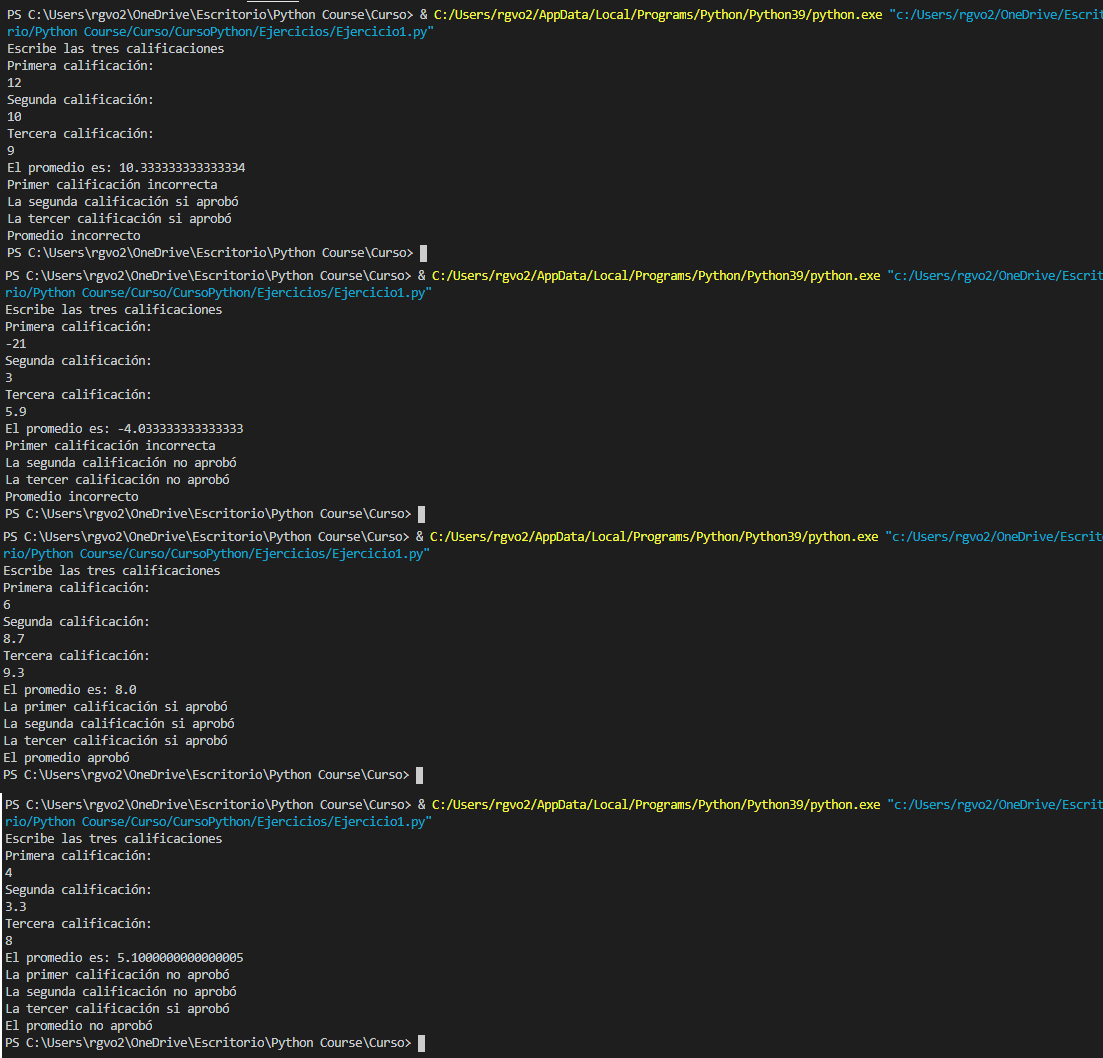 PS C:\Users\rgvo2\OneDrive\Escritorio\Python Course\Curso> & C:/Users/rgvo2/AppData/Local/Programs/Python/Python39/python.exe "c:/Users/rgvo2/OneDrive/Escrit
rio/Python Course/Curso/CursoPython/Ejercicios/Ejercicio1.py"
Escribe las tres calificaciones
Primera calificación:
12
Segunda calificación:
10
Tercera calificación:
9
El promedio es: 10.333333333333334
Primer calificación incorrecta
La segunda calificación si aprobó
La tercer calificación si aprobó
Promedio incorrecto
PS C:\Users\rgvo2\OneDrive\Escritorio\Python Course\Curso>
PS C:\Users\rgvo2\OneDrive\Escritorio\Python Course\Curso> & C:/Users/rgvo2/AppData/Local/Programs/Python/Python39/python.exe "c:/Users/rgvo2/OneDrive/Escrit
rio/Python Course/Curso/CursoPython/Ejercicios/Ejercicio1.py"
Escribe las tres calificaciones
Primera calificación:
-21
Segunda calificación:
3
Tercera calificación:
5.9
El promedio es: -4.033333333333333
Primer calificación incorrecta
La segunda calificación no aprobó
La tercer calificación no aprobó
Promedio incorrecto
PS C:\Users\rgvo2\OneDrive\Escritorio\Python Course\Curso>
PS C:\Users\rgvo2\OneDrive\Escritorio\Python Course\Curso> & C:/Users/rgvo2/AppData/Local/Programs/Python/Python39/python.exe "c:/Users/rgvo2/OneDrive/Escrit
rio/Python Course/Curso/CursoPython/Ejercicios/Ejercicio1.py"
Escribe las tres calificaciones
Primera calificación:
6
Segunda calificación:
8.7
Tercera calificación:
9.3
El promedio es: 8.0
La primer calificación si aprobó
La segunda calificación si aprobó
La tercer calificación si aprobó
El promedio aprobó
PS C:\Users\rgvo2\OneDrive\Escritorio\Python Course\Curso>
PS C:\Users\rgvo2\OneDrive\Escritorio\Python Course\Curso> & C:/Users/rgvo2/AppData/Local/Programs/Python/Python39/python.exe "c:/Users/rgvo2/OneDrive/Escrit
rio/Python Course/Curso/CursoPython/Ejercicios/Ejercicio1.py"
Escribe las tres calificaciones
Primera calificación:
4
Segunda calificación:
3.3
Tercera calificación:
8
El promedio es: 5.1000000000000005
La primer calificación no aprobó
La segunda calificación no aprobó
La tercer calificación si aprobó
El promedio no aprobó
PS C:\Users\rgvo2\OneDrive\Escritorio\Python Course\Curso>